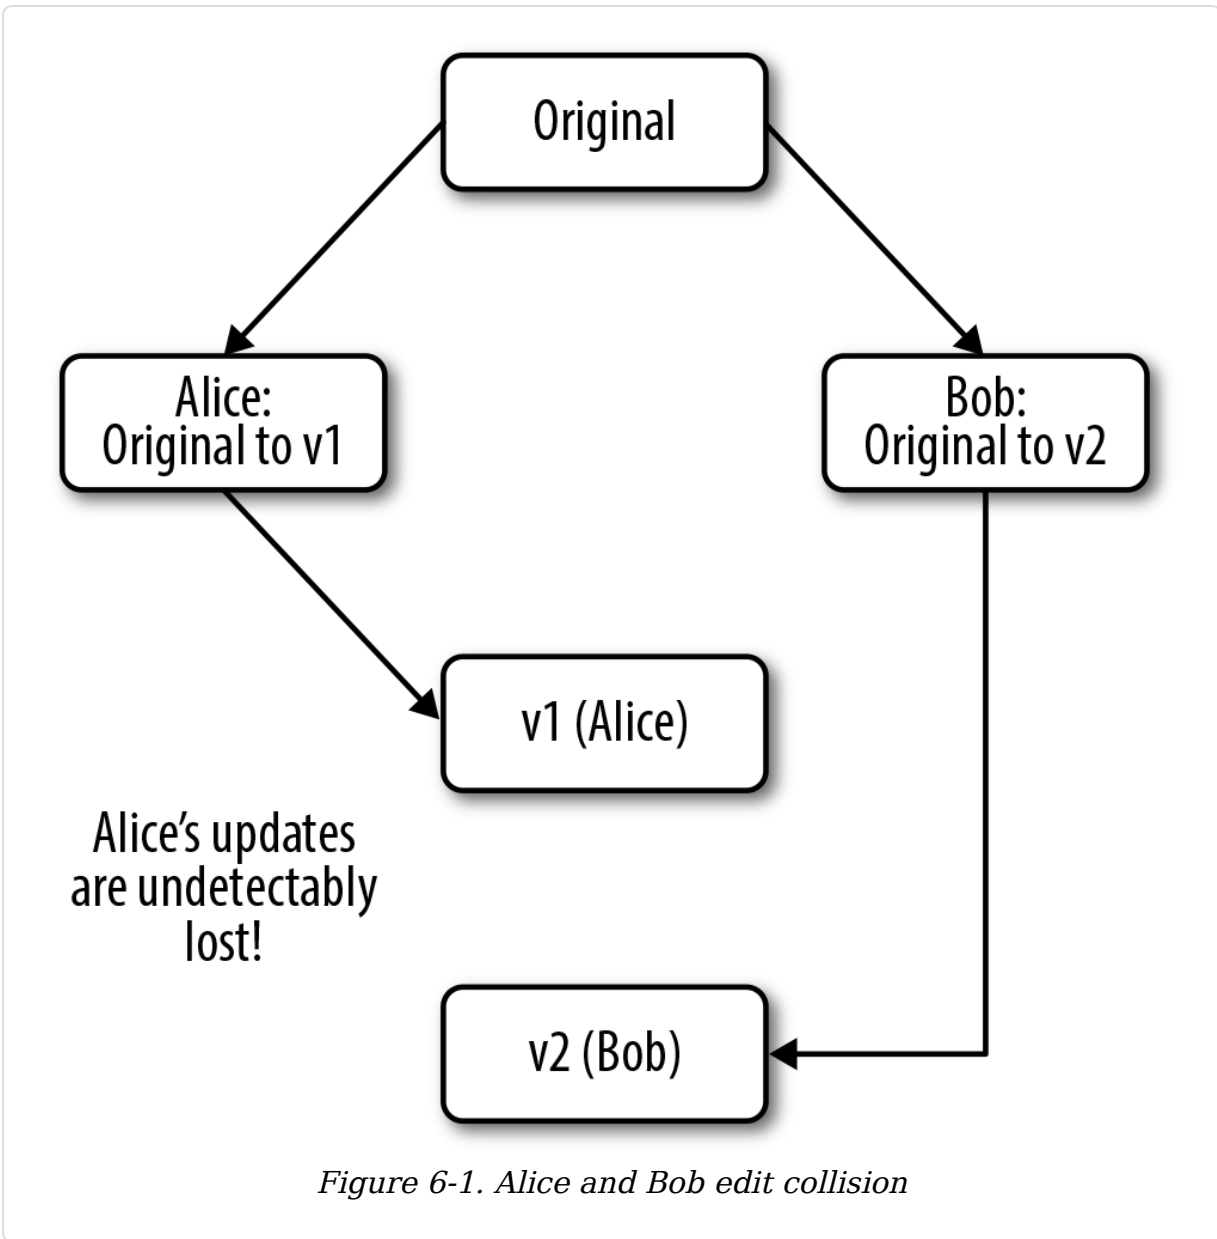 Original
Alice:
Original to v1
Bob:
Original to v2
v1 (Alice)
Alice’s updates
are undetectably
lost!
v2 (Bob)
Figure 6-1. Alice and Bob edit collision